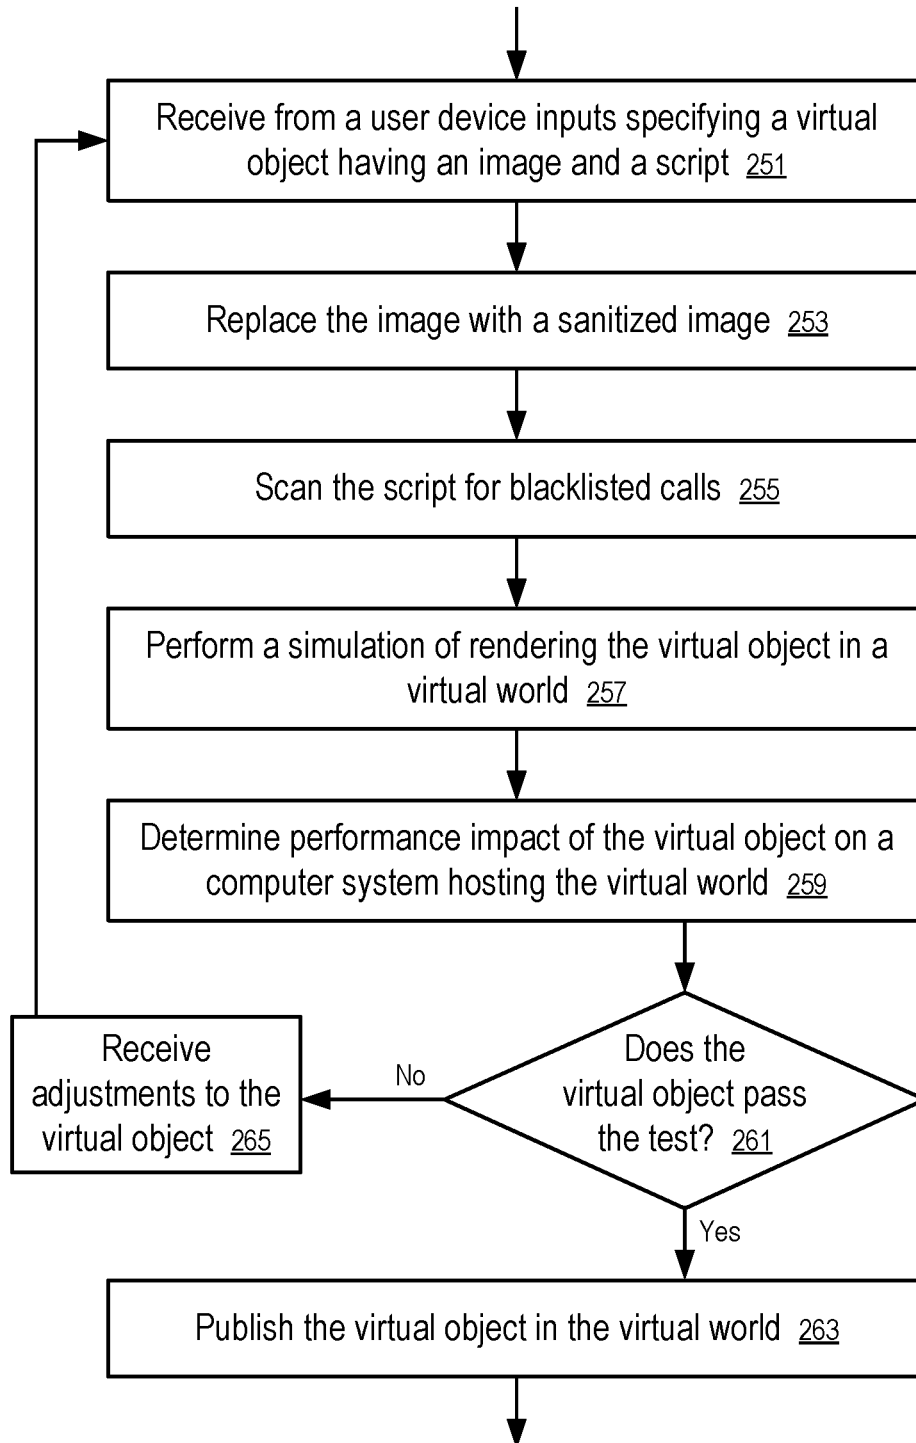 Receive from a user device inputs specifying a virtual
object having an image and a script 251
Replace the image with a sanitized image 253
Scan the script for blacklisted calls 255
Perform a simulation of rendering the virtual object in a
virtual world 257
Determine performance impact of the virtual object on a
computer system hosting the virtual world 259
Does the
virtual object pass
the test? 261
No
Receive
adjustments to the
virtual object 265
Yes
Publish the virtual object in the virtual world 263